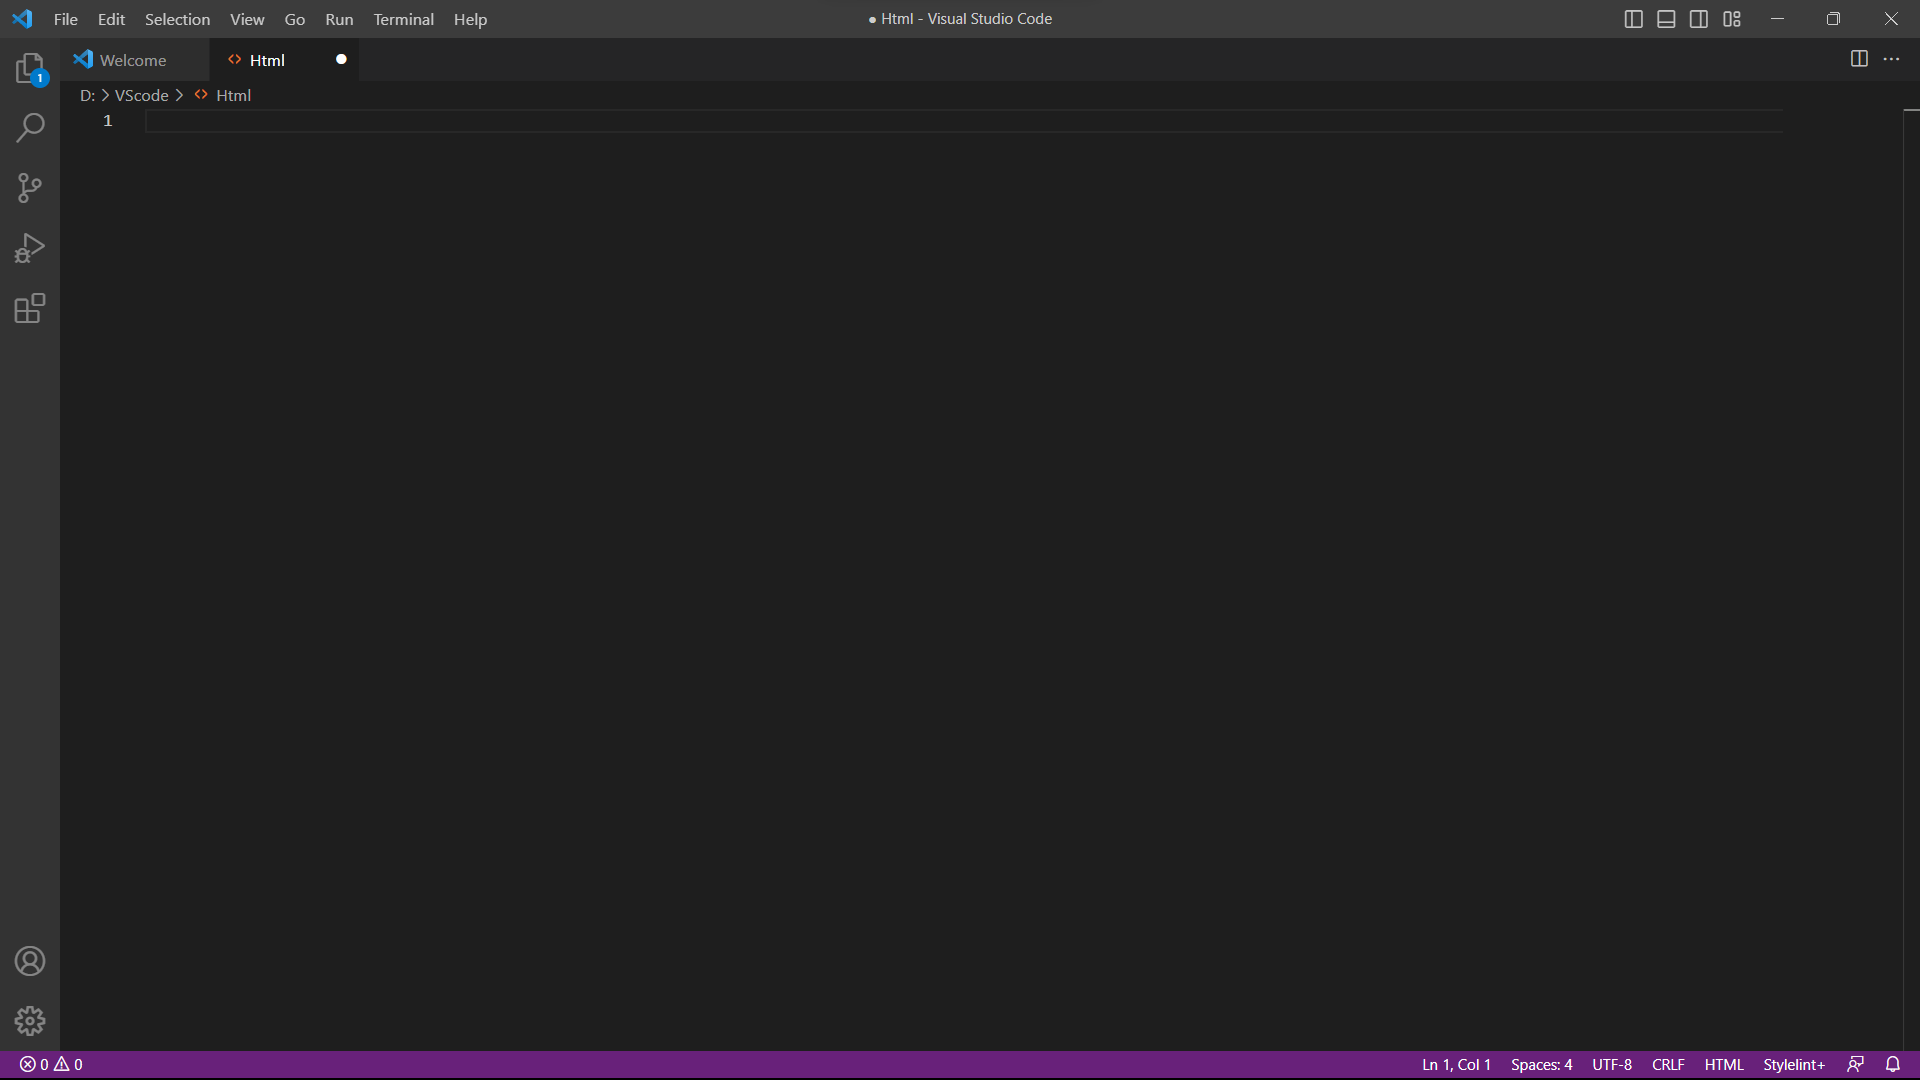 File Edit Selection View Go Run Terminal Help ● Html - Visual Studio Code
1 Welcome Html
D: > VScode > Html
1
0 0 Ln 1, Col 1 Spaces: 4 UTF-8 CRLF HTML Stylelint+